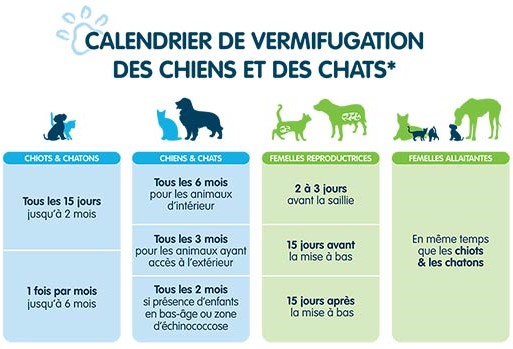 CALENDRIER DE VERMIFUGATION
DES CHIENS ET DES CHATS*
CHIOTS & CHATONS
Tous les 15 jours
jusqu'à 2 mois
1 fois par mois
jusqu'à 6 mois
CHIENS & CHATS
Tous les 6 mois
pour les animaux
d'intérieur
Tous les 3 mois
pour les animaux ayant
accès à l'extérieur
Tous les 2 mois
si présence d'enfants
en bas-âge ou zone
d'échinococcose
FEMELLES REPRODUCTRICES
2 à 3 jours
avant la saillie
15 jours avant
la mise à bas
15 jours après
la mise à bas
FEMELLES ALLAITANTES
En même temps
que les chiots
& les chatons